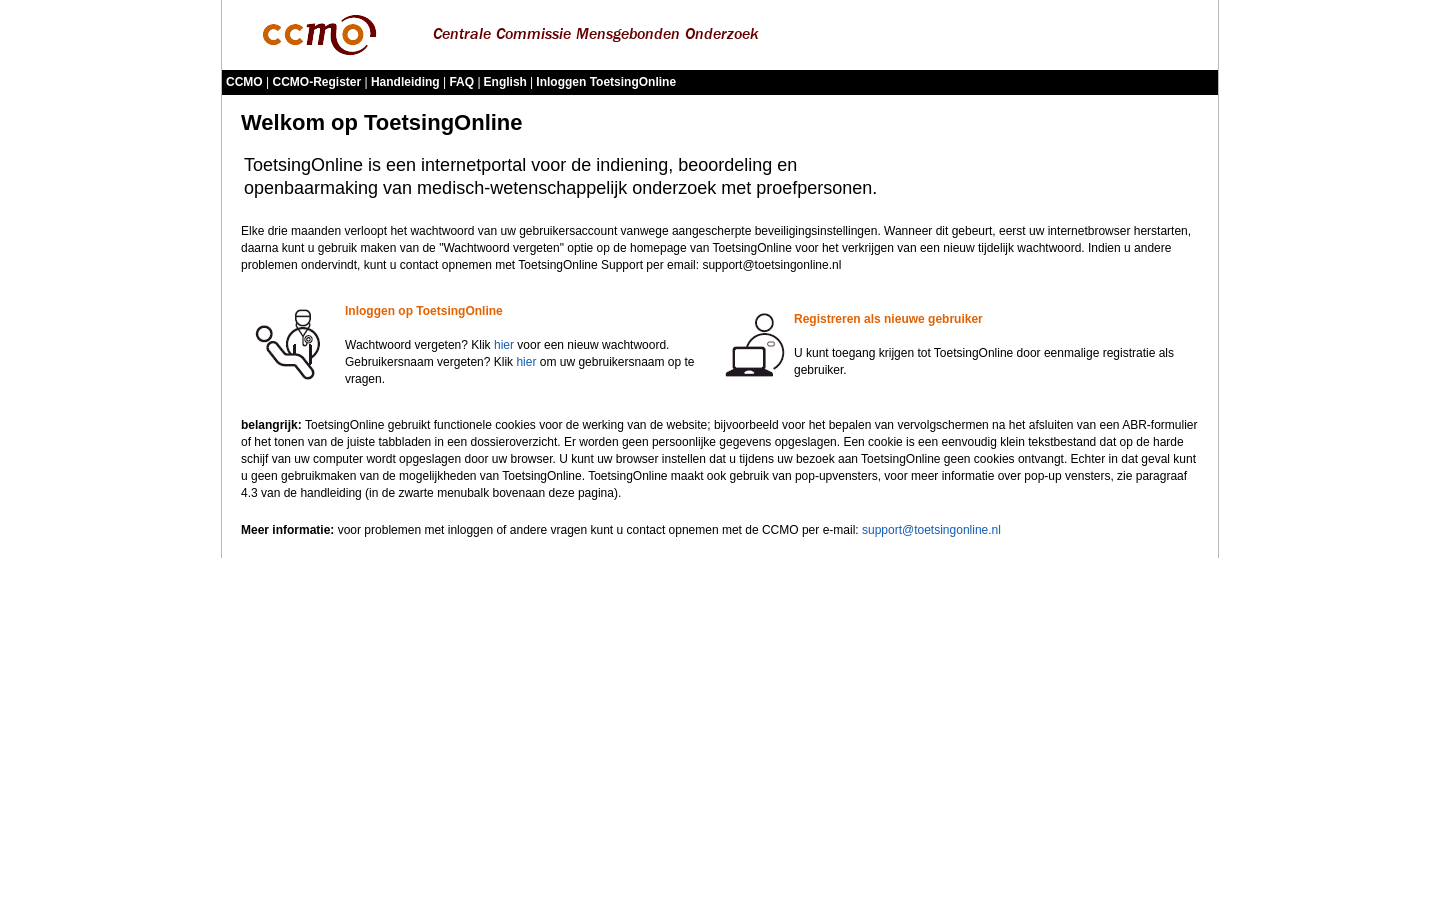 ccmo
Centrale Commissie Mensgebonden Onderzoek
CCMO | CCMO-Register | Handleiding | FAQ | English | Inloggen ToetsingOnline
Welkom op ToetsingOnline
ToetsingOnline is een internetportal voor de indiening, beoordeling en
openbaarmaking van medisch-wetenschappelijk onderzoek met proefpersonen.
Elke drie maanden verloopt het wachtwoord van uw gebruikersaccount vanwege aangescherpte beveiligingsinstellingen. Wanneer dit gebeurt, eerst uw internetbrowser herstarten,
daarna kunt u gebruik maken van de "Wachtwoord vergeten" optie op de homepage van ToetsingOnline voor het verkrijgen van een nieuw tijdelijk wachtwoord. Indien u andere
problemen ondervindt, kunt u contact opnemen met ToetsingOnline Support per email: support@toetsingonline.nl
Inloggen op ToetsingOnline
Wachtwoord vergeten? Klik hier voor een nieuw wachtwoord.
Gebruikersnaam vergeten? Klik hier om uw gebruikersnaam op te
vragen.
Registreren als nieuwe gebruiker
U kunt toegang krijgen tot ToetsingOnline door eenmalige registratie als
gebruiker.
belangrijk: ToetsingOnline gebruikt functionele cookies voor de werking van de website; bijvoorbeeld voor het bepalen van vervolgschermen na het afsluiten van een ABR-formulier
of het tonen van de juiste tabbladen in een dossieroverzicht. Er worden geen persoonlijke gegevens opgeslagen. Een cookie is een eenvoudig klein tekstbestand dat op de harde
schijf van uw computer wordt opgeslagen door uw browser. U kunt uw browser instellen dat u tijdens uw bezoek aan ToetsingOnline geen cookies ontvangt. Echter in dat geval kunt
u geen gebruikmaken van de mogelijkheden van ToetsingOnline. ToetsingOnline maakt ook gebruik van pop-upvensters, voor meer informatie over pop-up vensters, zie paragraaf
4.3 van de handleiding (in de zwarte menubalk bovenaan deze pagina).
Meer informatie: voor problemen met inloggen of andere vragen kunt u contact opnemen met de CCMO per e-mail: support@toetsingonline.nl